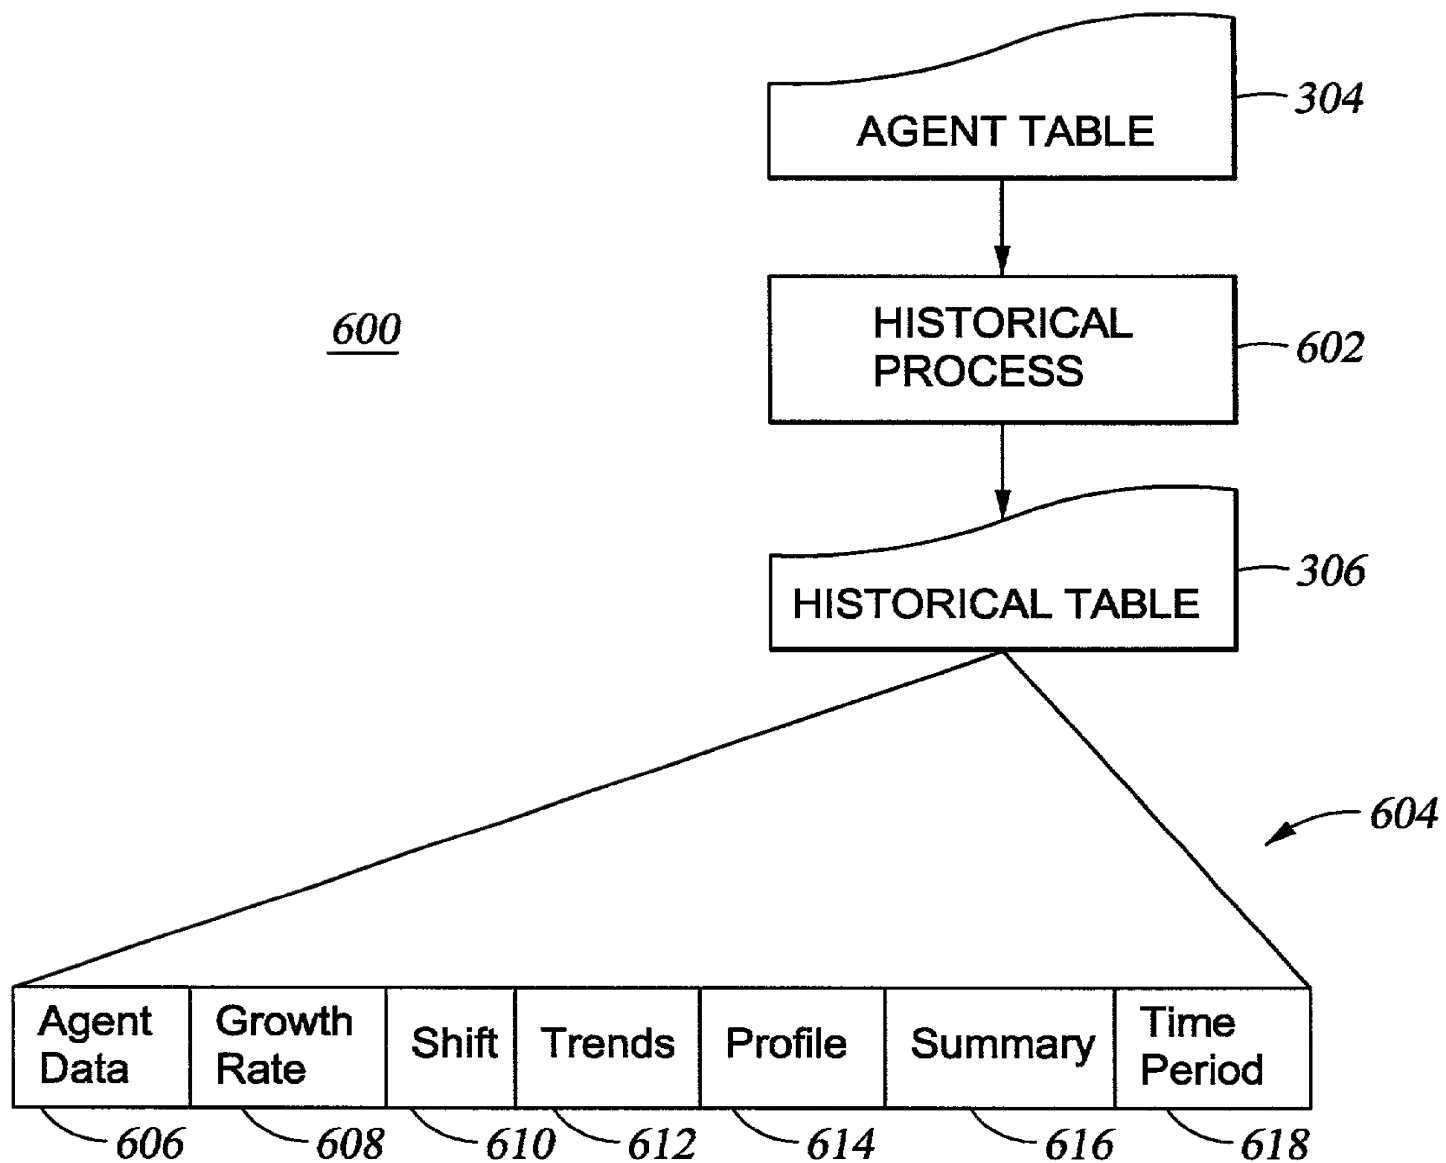 304
AGENT TABLE
600
HISTORICAL
PROCESS
602
306
HISTORICAL TABLE
604
Agent
Data
Growth
Rate
Shift
Trends
Profile
Summary
Time
Period
606
608
610
612
614
616
618